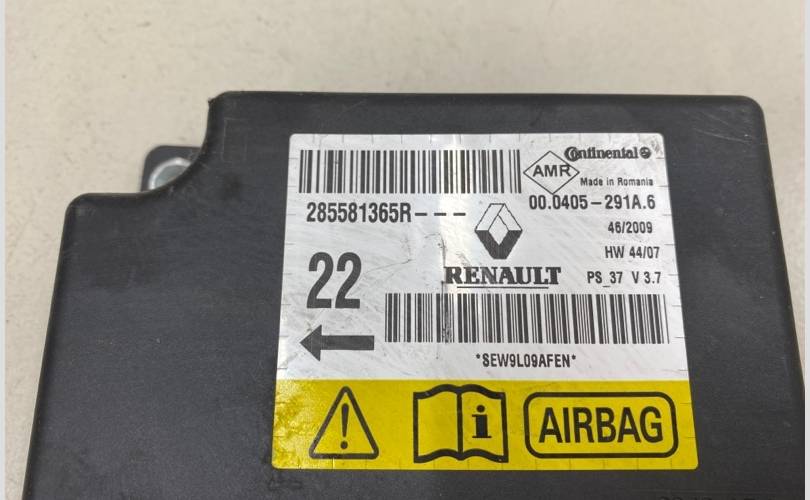 Continental
AMR
Made in Romania
285581365R---
00.0405-291A.6
46/2009
HW 44/07
22
RENAULT
PS_37 V 3.7
*SEW9L09AFEN*
i
AIRBAG